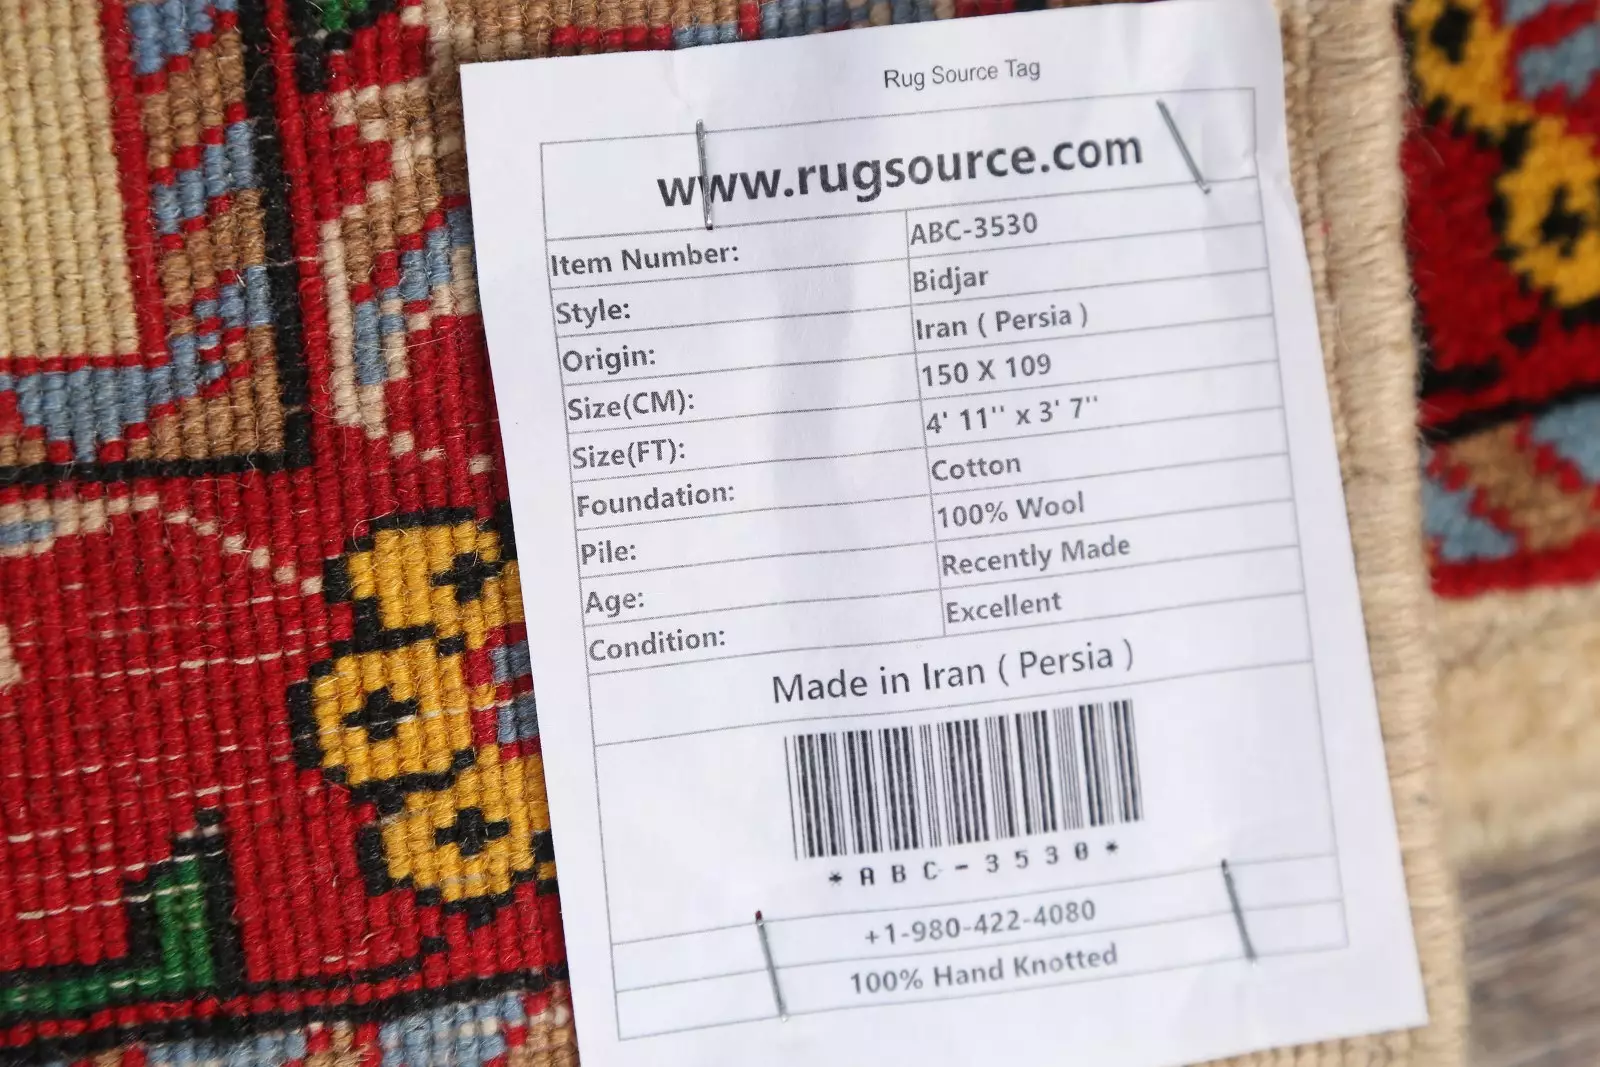 Rug Source Tag
www.rugsource.com
Item Number: ABC-3530
Style: Bidjar
Origin: Iran ( Persia )
Size(CM): 150 X 109
Size(FT): 4' 11'' x 3' 7''
Foundation: Cotton
Pile: 100% Wool
Age: Recently Made
Condition: Excellent
Made in Iran ( Persia )
*ABC-3530*
+1-980-422-4080
100% Hand Knotted